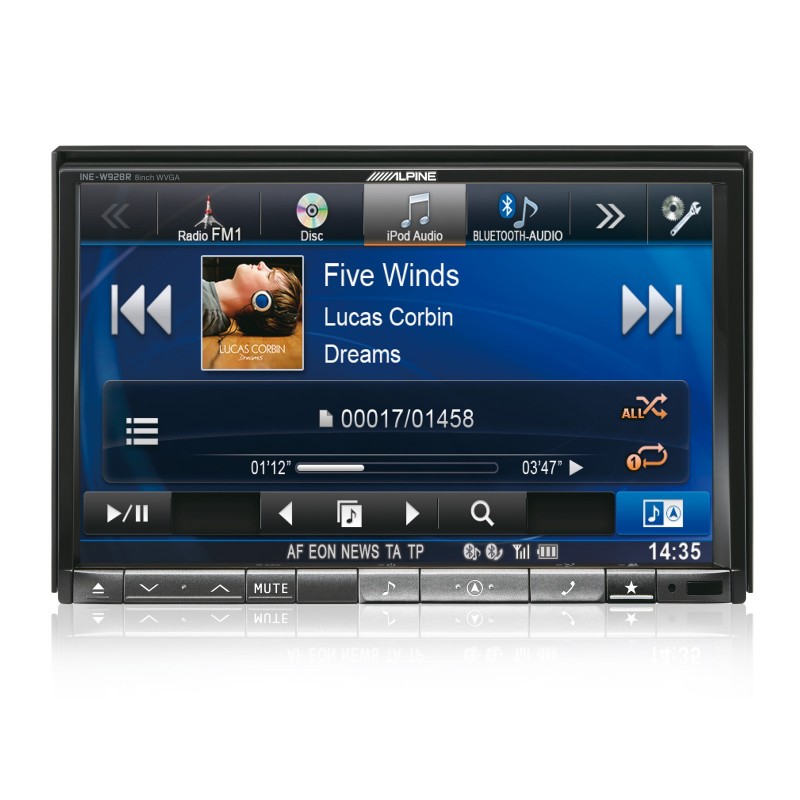 INE-W928R 8inch WVGA
ALPINE
Radio FM1
Disc
iPod Audio
BLUETOOTH-AUDIO
Five Winds
Lucas Corbin
Dreams
LUCAS CORBIN
Dreams
00017/01458
ALL
1
01'12"
03'47"
AF EON NEWS TA TP
14:35
MUTE